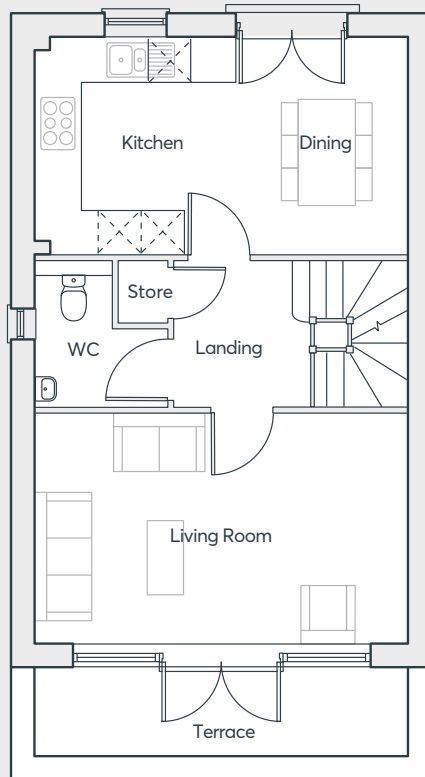 Kitchen
Dining
Store
WC
Landing
Living Room
Terrace